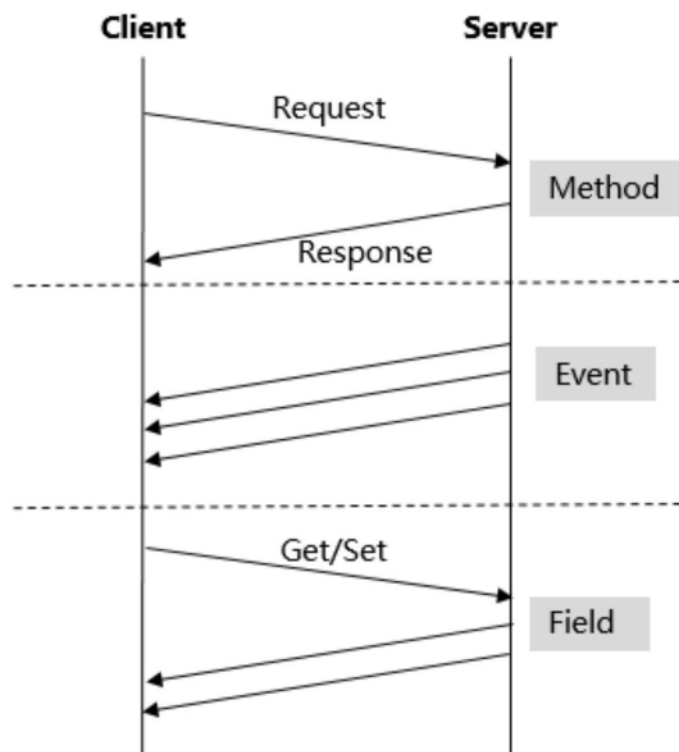 Client
Server
Request
Method
Response
Event
Get/Set
Field